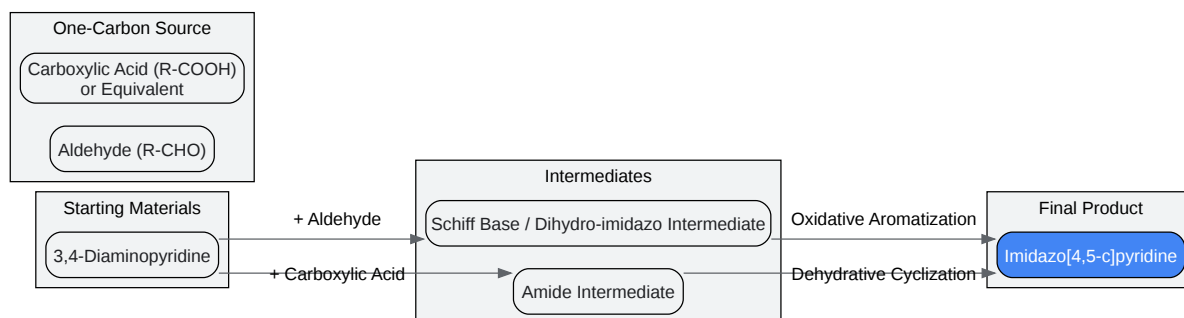 One-Carbon Source
Carboxylic Acid (R-COOH)
or Equivalent
Aldehyde (R-CHO)
Starting Materials
3,4-Diaminopyridine
+ Aldehyde
+ Carboxylic Acid
Intermediates
Schiff Base / Dihydro-imidazo Intermediate
Amide Intermediate
Oxidative Aromatization
Dehydrative Cyclization
Final Product
Imidazo[4,5-c]pyridine